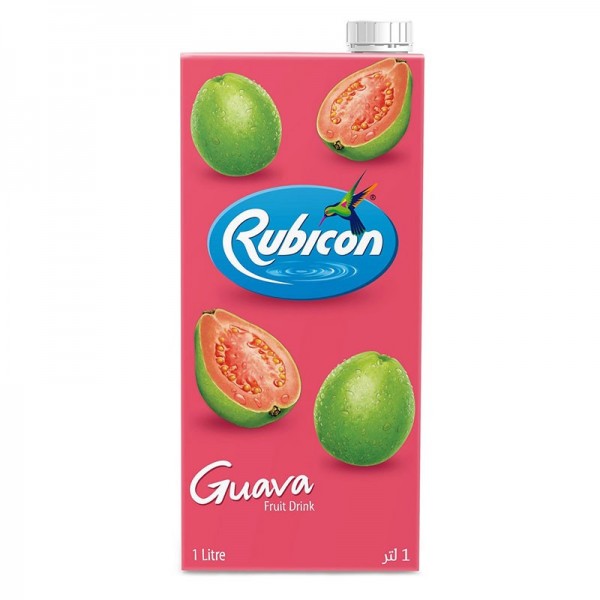 Rubicon®
Guava
Fruit Drink
1 Litre
1 لتر